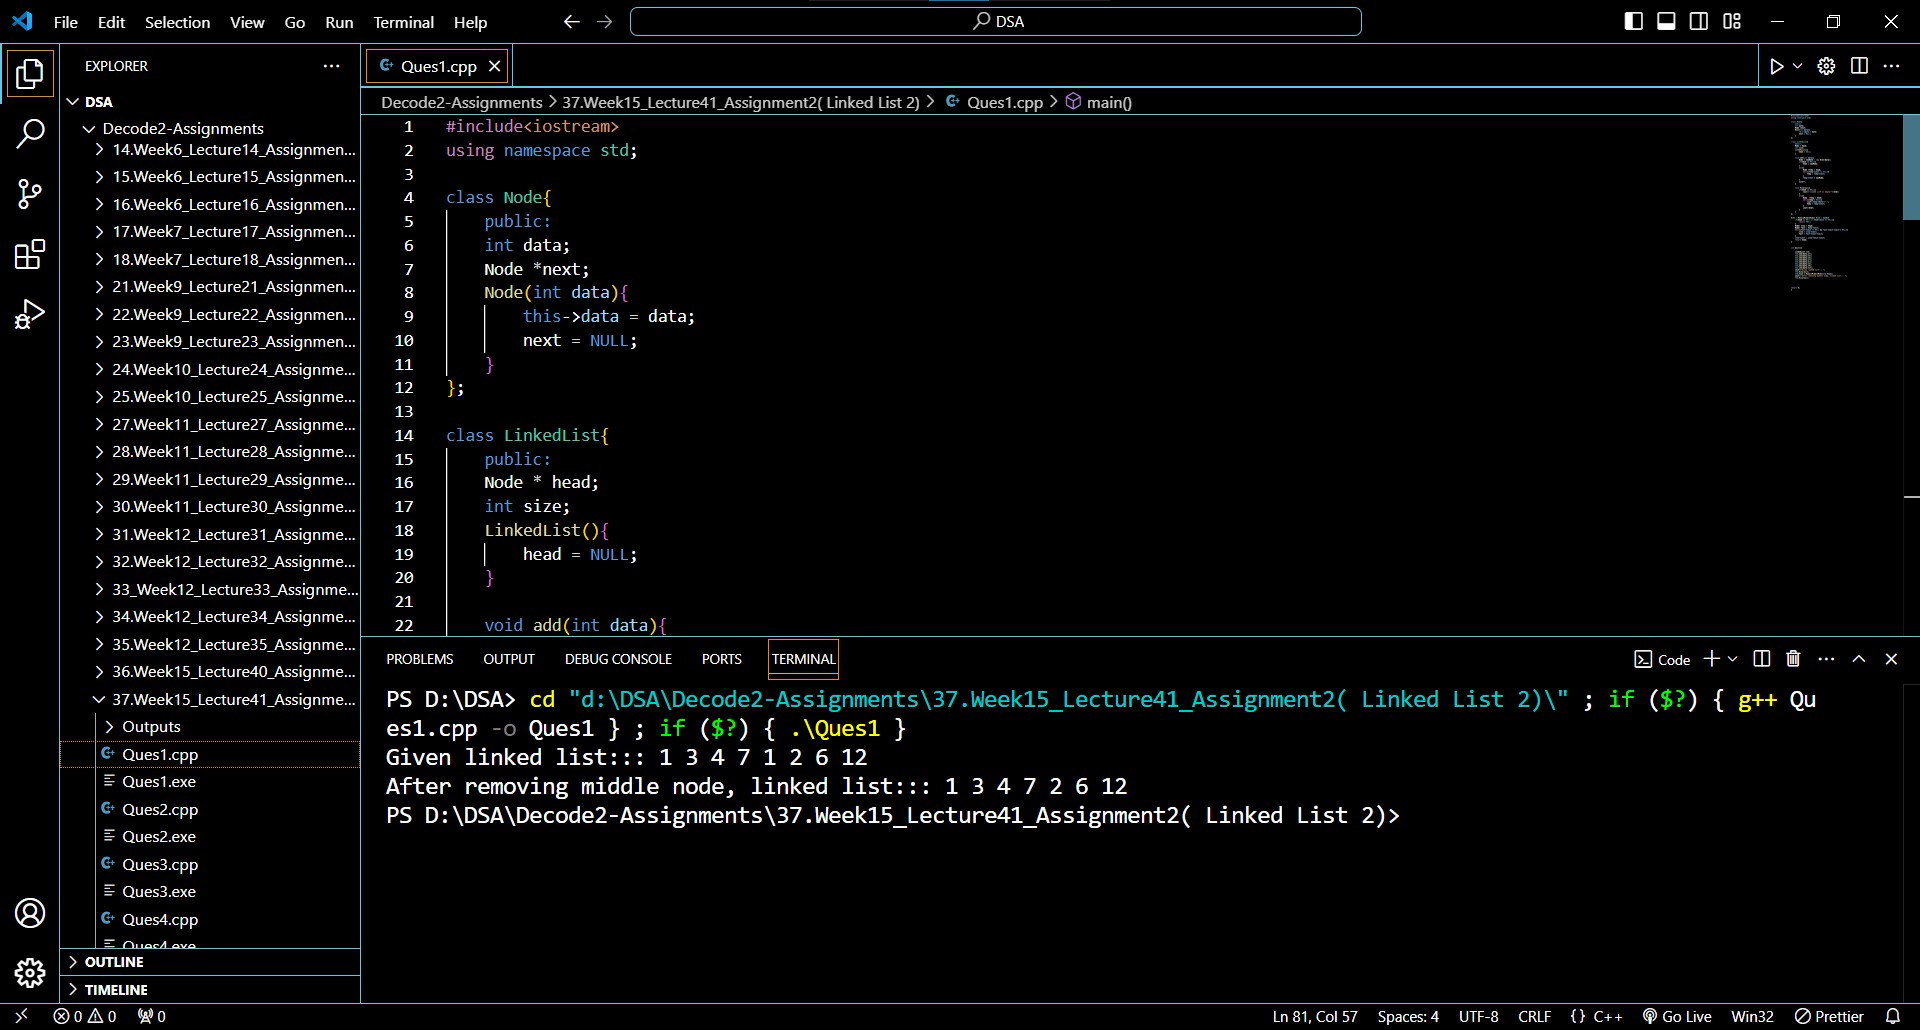 File Edit Selection View Go Run Terminal Help
DSA
EXPLORER
DSA
Decode2-Assignments
14.Week6_Lecture14_Assignmen...
15.Week6_Lecture15_Assignmen...
16.Week6_Lecture16_Assignmen...
17.Week7_Lecture17_Assignmen...
18.Week7_Lecture18_Assignmen...
21.Week9_Lecture21_Assignmen...
22.Week9_Lecture22_Assignmen...
23.Week9_Lecture23_Assignmen...
24.Week10_Lecture24_Assignme...
25.Week10_Lecture25_Assignme...
27.Week11_Lecture27_Assignme...
28.Week11_Lecture28_Assignme...
29.Week11_Lecture29_Assignme...
30.Week11_Lecture30_Assignme...
31.Week12_Lecture31_Assignme...
32.Week12_Lecture32_Assignme...
33_Week12_Lecture33_Assignme...
34.Week12_Lecture34_Assignme...
35.Week12_Lecture35_Assignme...
36.Week15_Lecture40_Assignme...
37.Week15_Lecture41_Assignme...
Outputs
Ques1.cpp
Ques1.exe
Ques2.cpp
Ques2.exe
Ques3.cpp
Ques3.exe
Ques4.cpp
Ques4.exe
OUTLINE
TIMELINE
Ques1.cpp
Decode2-Assignments > 37.Week15_Lecture41_Assignment2( Linked List 2) > Ques1.cpp > main()
1 #include<iostream>
2 using namespace std;
3
4 class Node{
5 public:
6 int data;
7 Node *next;
8 Node(int data){
9 this->data = data;
10 next = NULL;
11 }
12 };
13
14 class LinkedList{
15 public:
16 Node * head;
17 int size;
18 LinkedList(){
19 head = NULL;
20 }
21
22 void add(int data){
PROBLEMS OUTPUT DEBUG CONSOLE PORTS TERMINAL
Code
PS D:\DSA> cd "d:\DSA\Decode2-Assignments\37.Week15_Lecture41_Assignment2( Linked List 2)\" ; if ($?) { g++ Qu
es1.cpp -o Ques1 } ; if ($?) { .\Ques1 }
Given linked list::: 1 3 4 7 1 2 6 12
After removing middle node, linked list::: 1 3 4 7 2 6 12
PS D:\DSA\Decode2-Assignments\37.Week15_Lecture41_Assignment2( Linked List 2)>
0 0 0
Ln 81, Col 57 Spaces: 4 UTF-8 CRLF {} C++ Go Live Win32 Prettier